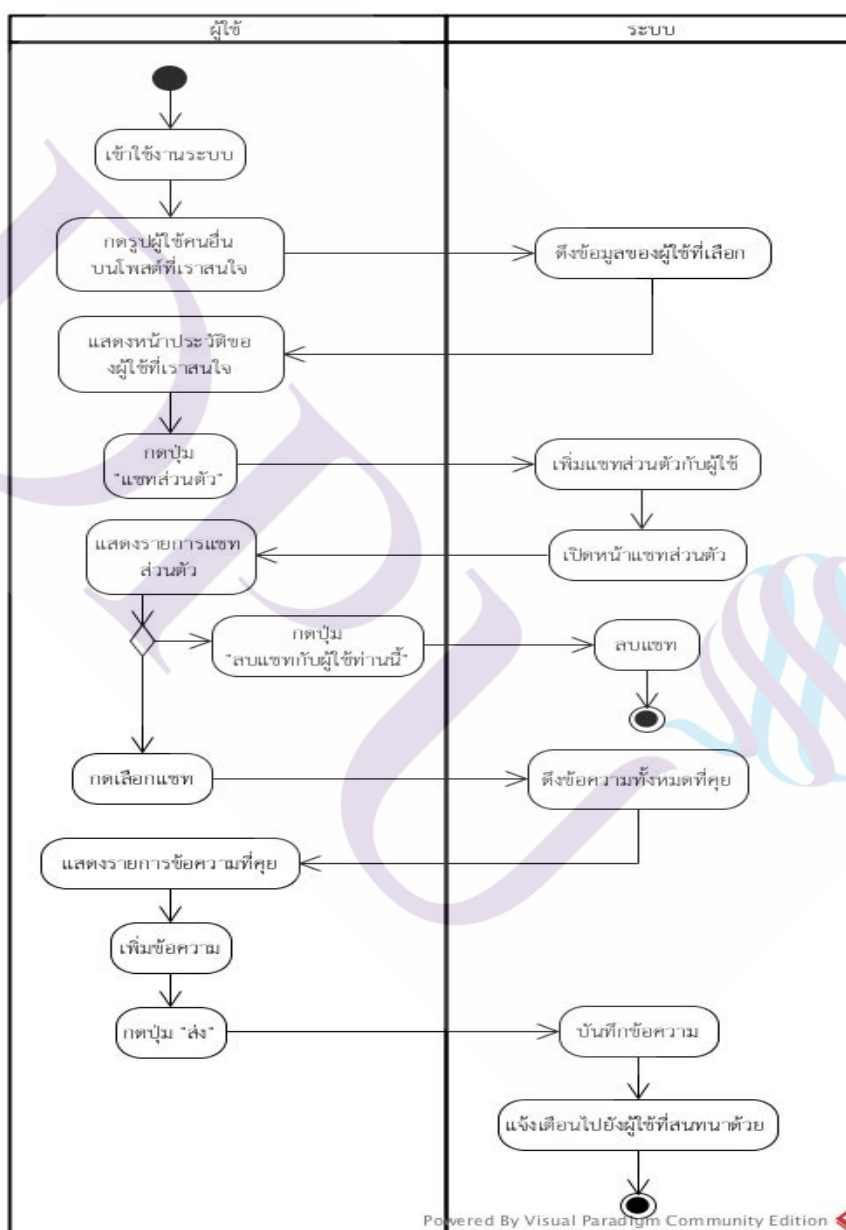 ผู้ใช้
ระบบ
เข้าใช้งานระบบ
กดรูปผู้ใช้คนอื่น
บนโพสต์ที่เราสนใจ
ดึงข้อมูลของผู้ใช้ที่เลือก
แสดงหน้าประวัติขอ
งผู้ใช้ที่เราสนใจ
กดปุ่ม
"แชทส่วนตัว"
เพิ่มแชทส่วนตัวกับผู้ใช้
เปิดหน้าแชทส่วนตัว
แสดงรายการแชท
ส่วนตัว
กดปุ่ม
"ลบแชทกับผู้ใช้ท่านนี้"
ลบแชท
กดเลือกแชท
ดึงข้อความทั้งหมดที่คุย
แสดงรายการข้อความที่คุย
เพิ่มข้อความ
กดปุ่ม "ส่ง"
บันทึกข้อความ
แจ้งเตือนไปยังผู้ใช้ที่สนทนาด้วย
Powered By Visual Paradigm Community Edition
DPU